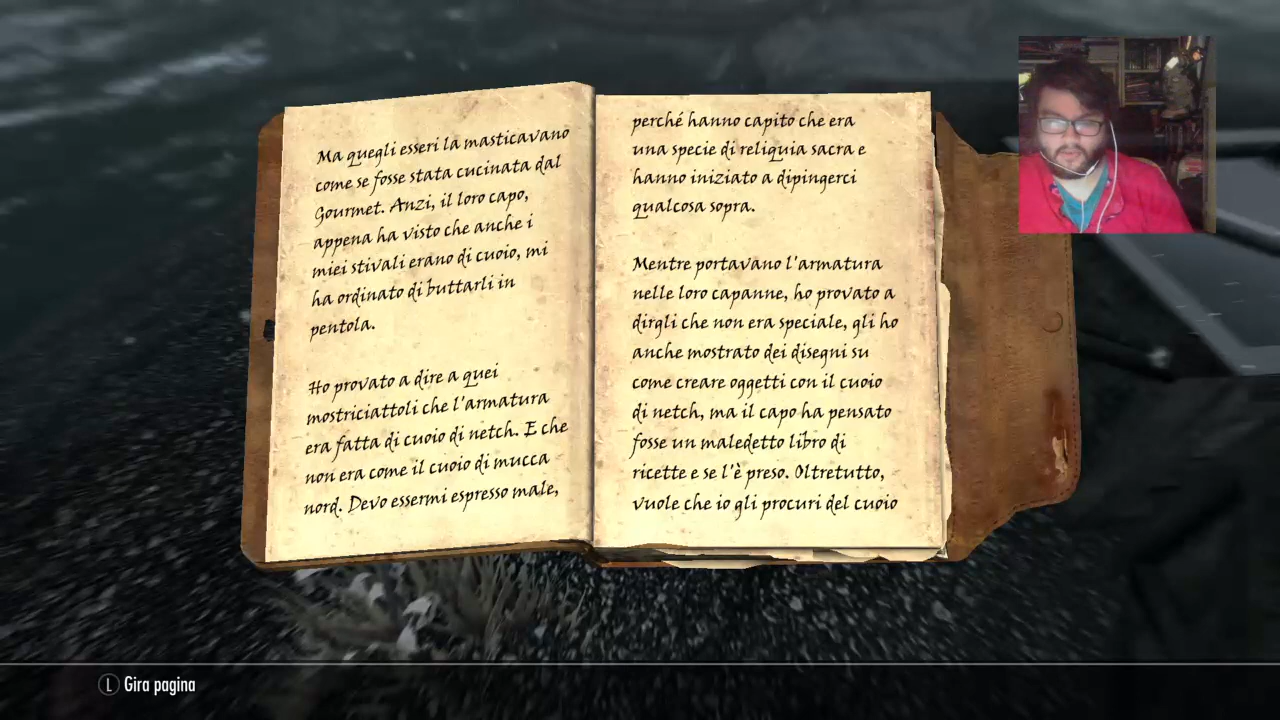 Ma quegli esseri la masticavano
come se fosse stata cucinata dal
Gourmet. Anzi, il loro capo,
appena ha visto che anche i
miei stivali erano di cuoio, mi
ha ordinato di buttarli in
pentola.
Ho provato a dire a quei
mostriciattoli che l'armatura
era fatta di cuoio di netch. E che
non era come il cuoio di mucca
nord. Devo essermi espresso male,
perché hanno capito che era
una specie di reliquia sacra e
hanno iniziato a dipingerci
qualcosa sopra.
Mentre portavano l'armatura
nelle loro capanne, ho provato a
dirgli che non era speciale, gli ho
anche mostrato dei disegni su
come creare oggetti con il cuoio
di netch, ma il capo ha pensato
fosse un maledetto libro di
ricette e se l'è preso. Oltretutto,
vuole che io gli procuri del cuoio
L Gira pagina